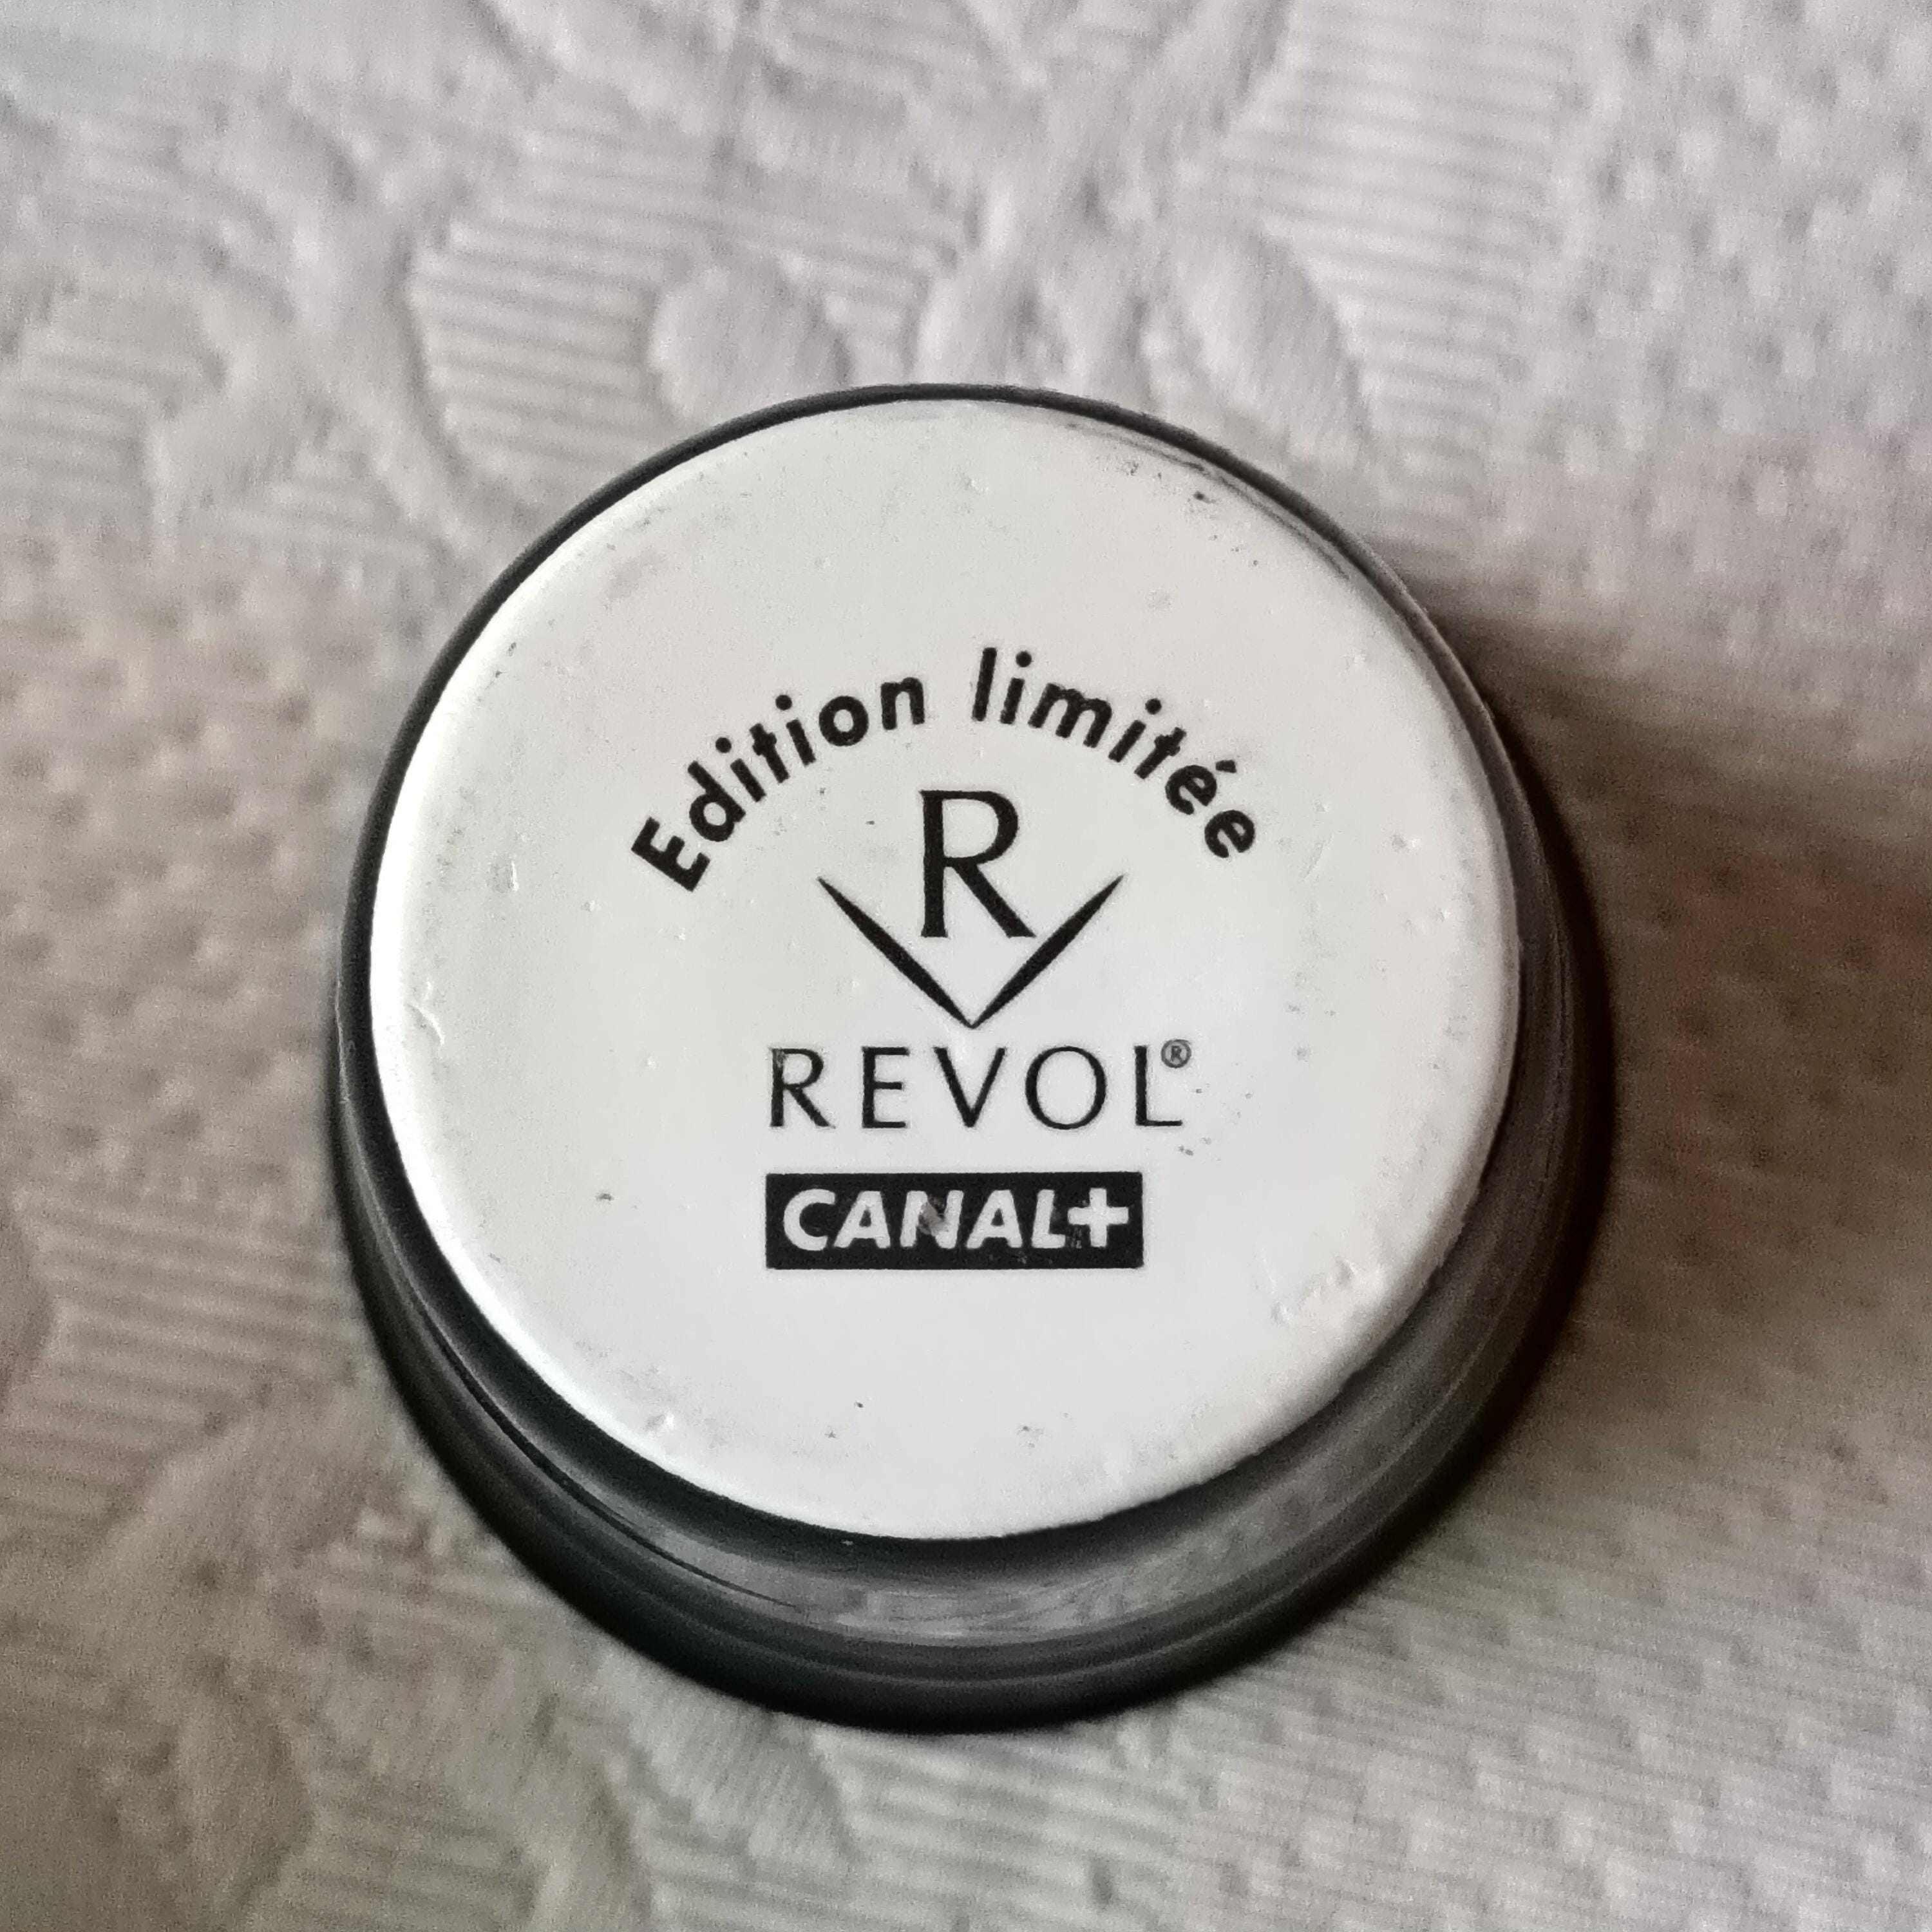 Edition limitée
R
REVOL®
CANAL+